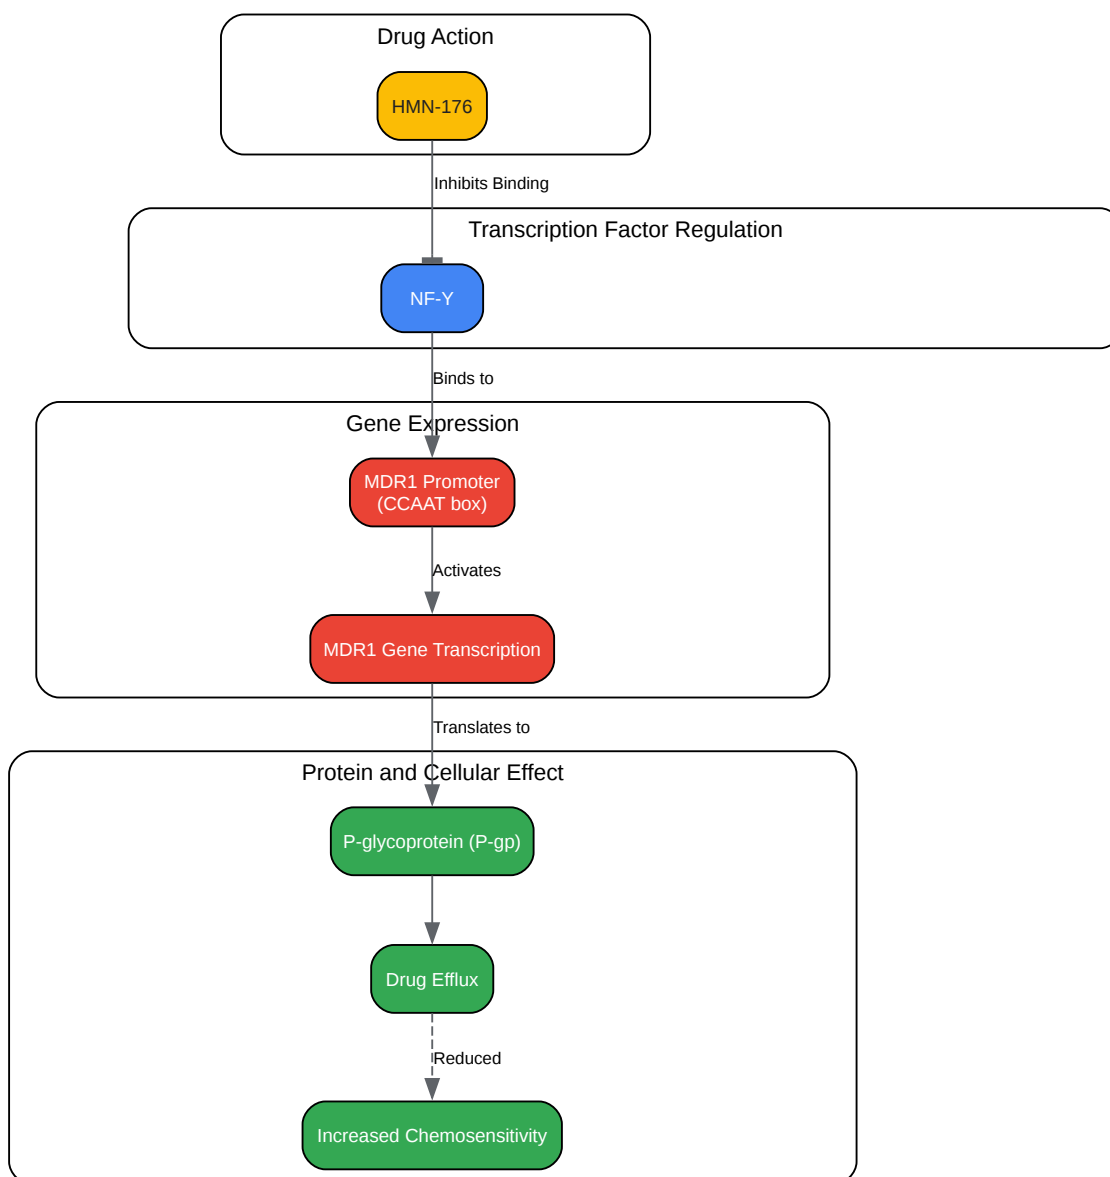 Drug Action
HMN-176
Inhibits Binding
Transcription Factor Regulation
NF-Y
Binds to
Gene Expression
MDR1 Promoter
(CCAAT box)
Activates
MDR1 Gene Transcription
Translates to
Protein and Cellular Effect
P-glycoprotein (P-gp)
Drug Efflux
Reduced
Increased Chemosensitivity